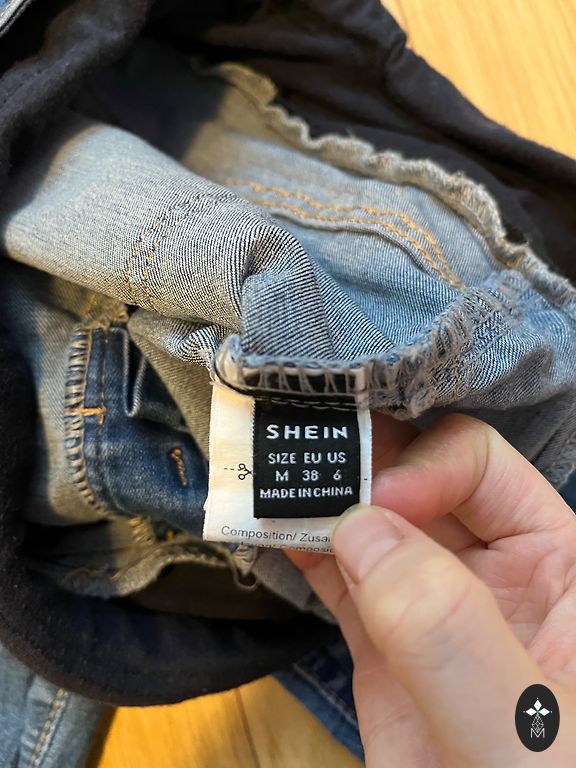 SHEIN
SIZE EU US
M 38 6
MADE IN CHINA
Composition/ Zusa